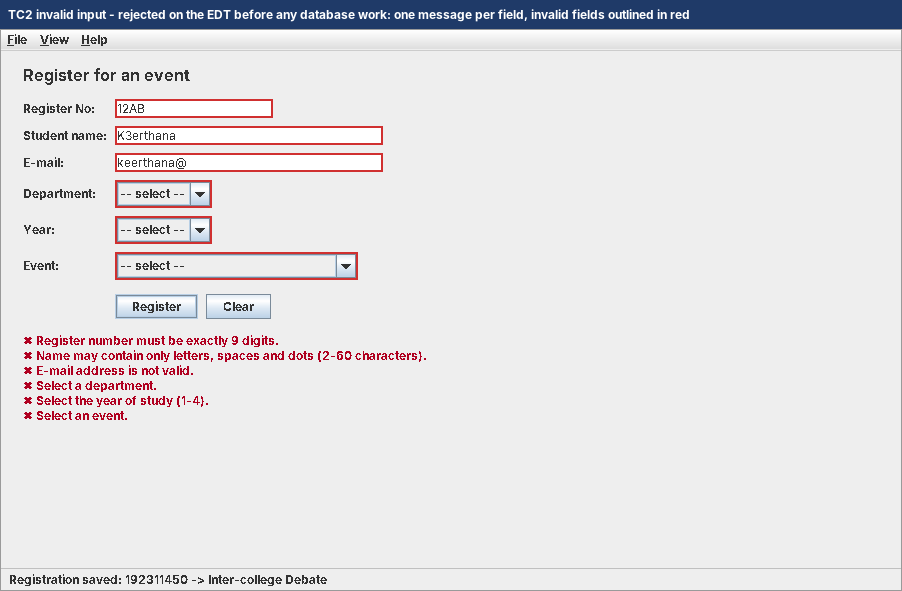 TC2 invalid input - rejected on the EDT before any database work: one message per field, invalid fields outlined in red
File View Help
Register for an event
Register No: 12AB
Student name: K3erthana
E-mail: keerthana@
Department: -- select --
Year: -- select --
Event: -- select --
Register Clear
✖ Register number must be exactly 9 digits.
✖ Name may contain only letters, spaces and dots (2-60 characters).
✖ E-mail address is not valid.
✖ Select a department.
✖ Select the year of study (1-4).
✖ Select an event.
Registration saved: 192311450 -> Inter-college Debate